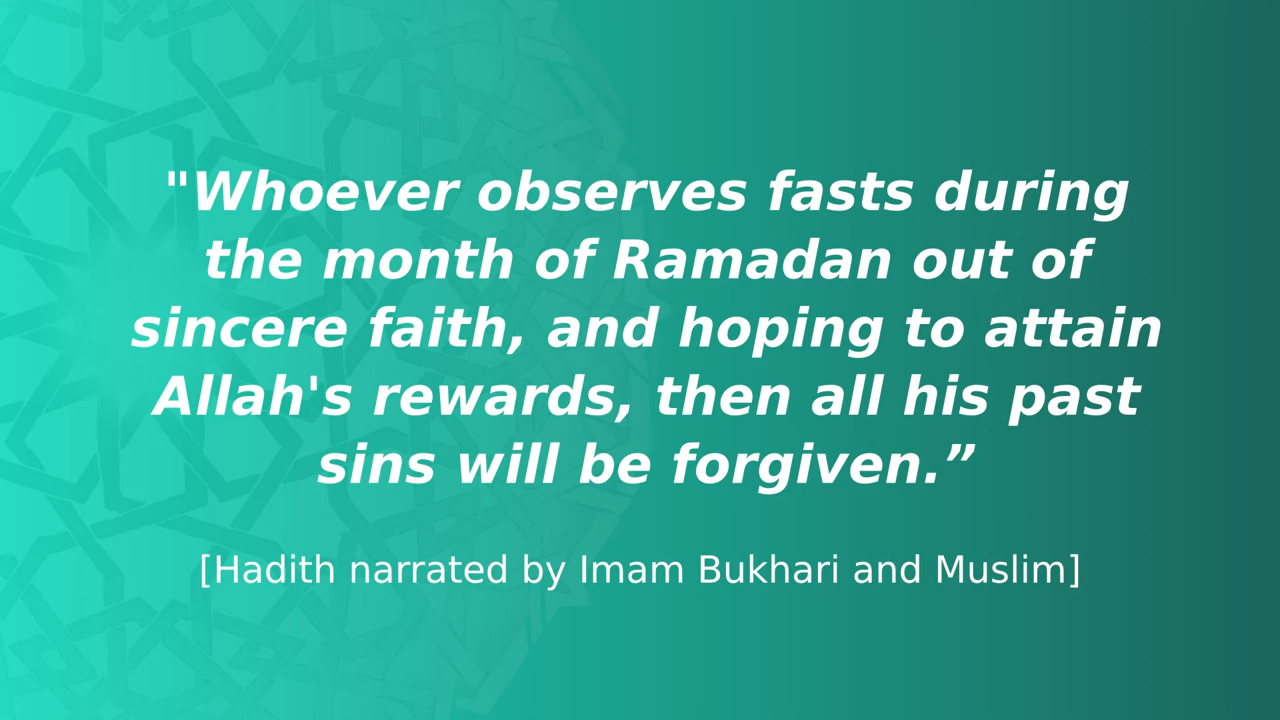 "Whoever observes fasts during
the month of Ramadan out of
sincere faith, and hoping to attain
Allah's rewards, then all his past
sins will be forgiven.”
[Hadith narrated by Imam Bukhari and Muslim]